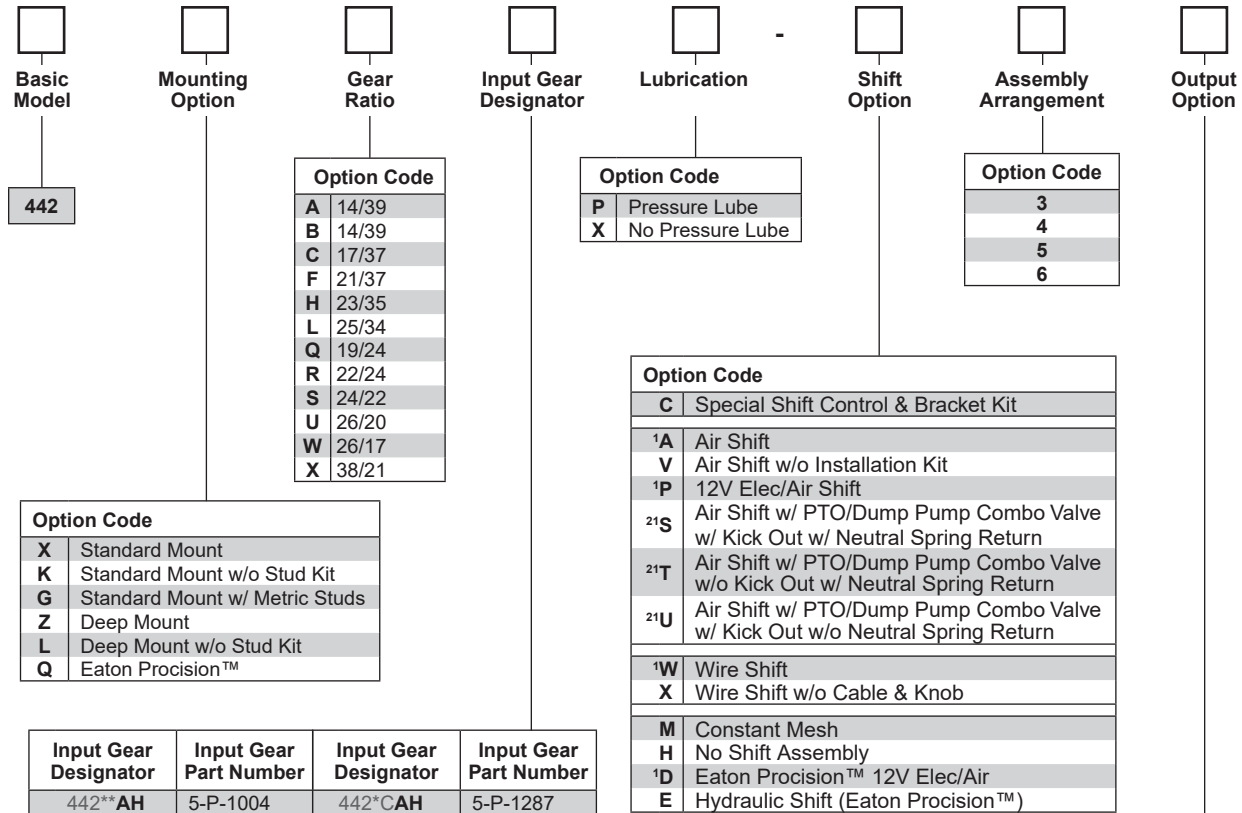 -
Basic Model
Mounting Option
Gear Ratio
Input Gear Designator
Lubrication
Shift Option
Assembly Arrangement
Output Option
442
Option Code
A 14/39
B 14/39
C 17/37
F 21/37
H 23/35
L 25/34
Q 19/24
R 22/24
S 24/22
U 26/20
W 26/17
X 38/21
Option Code
P Pressure Lube
X No Pressure Lube
Option Code
3
4
5
6
Option Code
X Standard Mount
K Standard Mount w/o Stud Kit
G Standard Mount w/ Metric Studs
Z Deep Mount
L Deep Mount w/o Stud Kit
Q Eaton Procision™
Option Code
C Special Shift Control & Bracket Kit
¹A Air Shift
V Air Shift w/o Installation Kit
¹P 12V Elec/Air Shift
²¹S Air Shift w/ PTO/Dump Pump Combo Valve
w/ Kick Out w/ Neutral Spring Return
²¹T Air Shift w/ PTO/Dump Pump Combo Valve
w/o Kick Out w/ Neutral Spring Return
²¹U Air Shift w/ PTO/Dump Pump Combo Valve
w/ Kick Out w/o Neutral Spring Return
¹W Wire Shift
X Wire Shift w/o Cable & Knob
M Constant Mesh
H No Shift Assembly
¹D Eaton Procision™ 12V Elec/Air
E Hydraulic Shift (Eaton Procision™)
Input Gear Designator
Input Gear Part Number
Input Gear Designator
Input Gear Part Number
442**AH 5-P-1004 442*CAH 5-P-1287